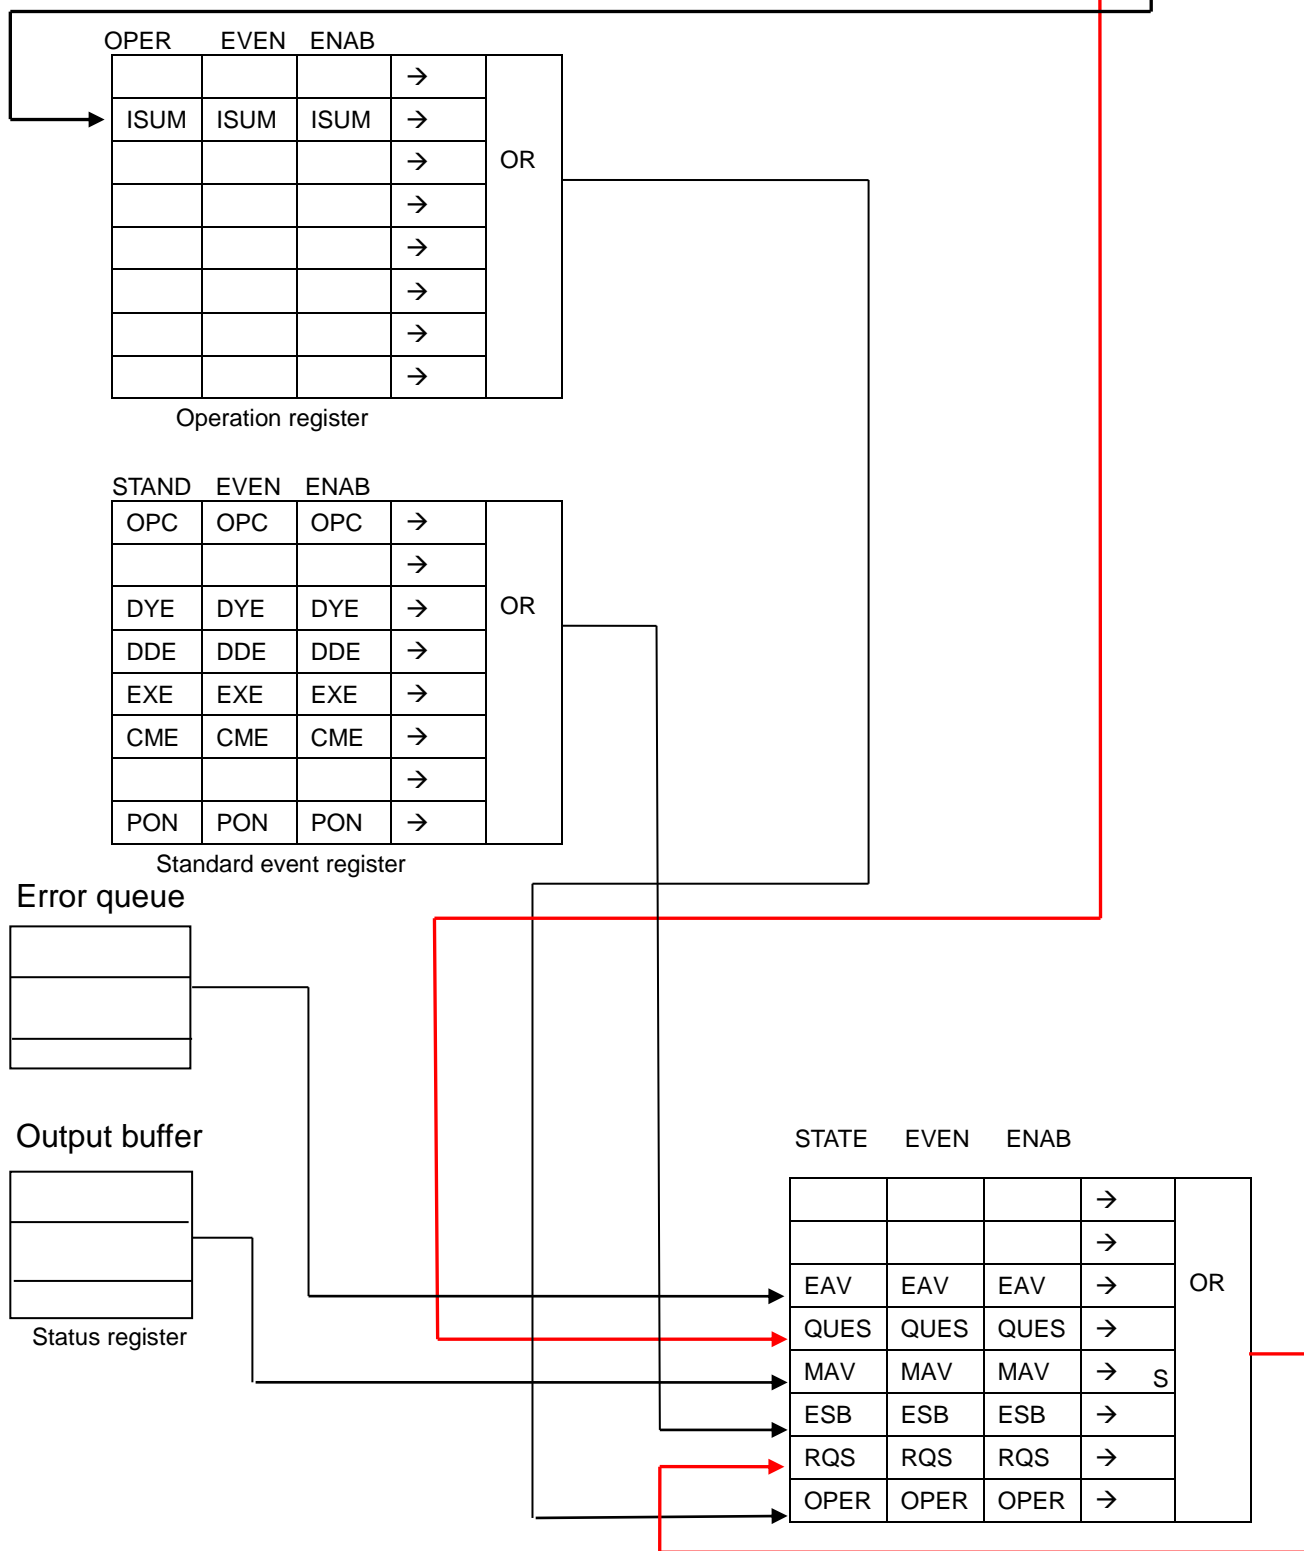 OPER EVEN ENAB
→
ISUM ISUM ISUM →
→ OR
→
→
→
→
→
Operation register
STAND EVEN ENAB
OPC OPC OPC →
→
DYE DYE DYE → OR
DDE DDE DDE →
EXE EXE EXE →
CME CME CME →
→
PON PON PON →
Standard event register
Error queue
Output buffer
Status register
STATE EVEN ENAB
→
→
EAV EAV EAV → OR
QUES QUES QUES →
MAV MAV MAV → S
ESB ESB ESB →
RQS RQS RQS →
OPER OPER OPER →